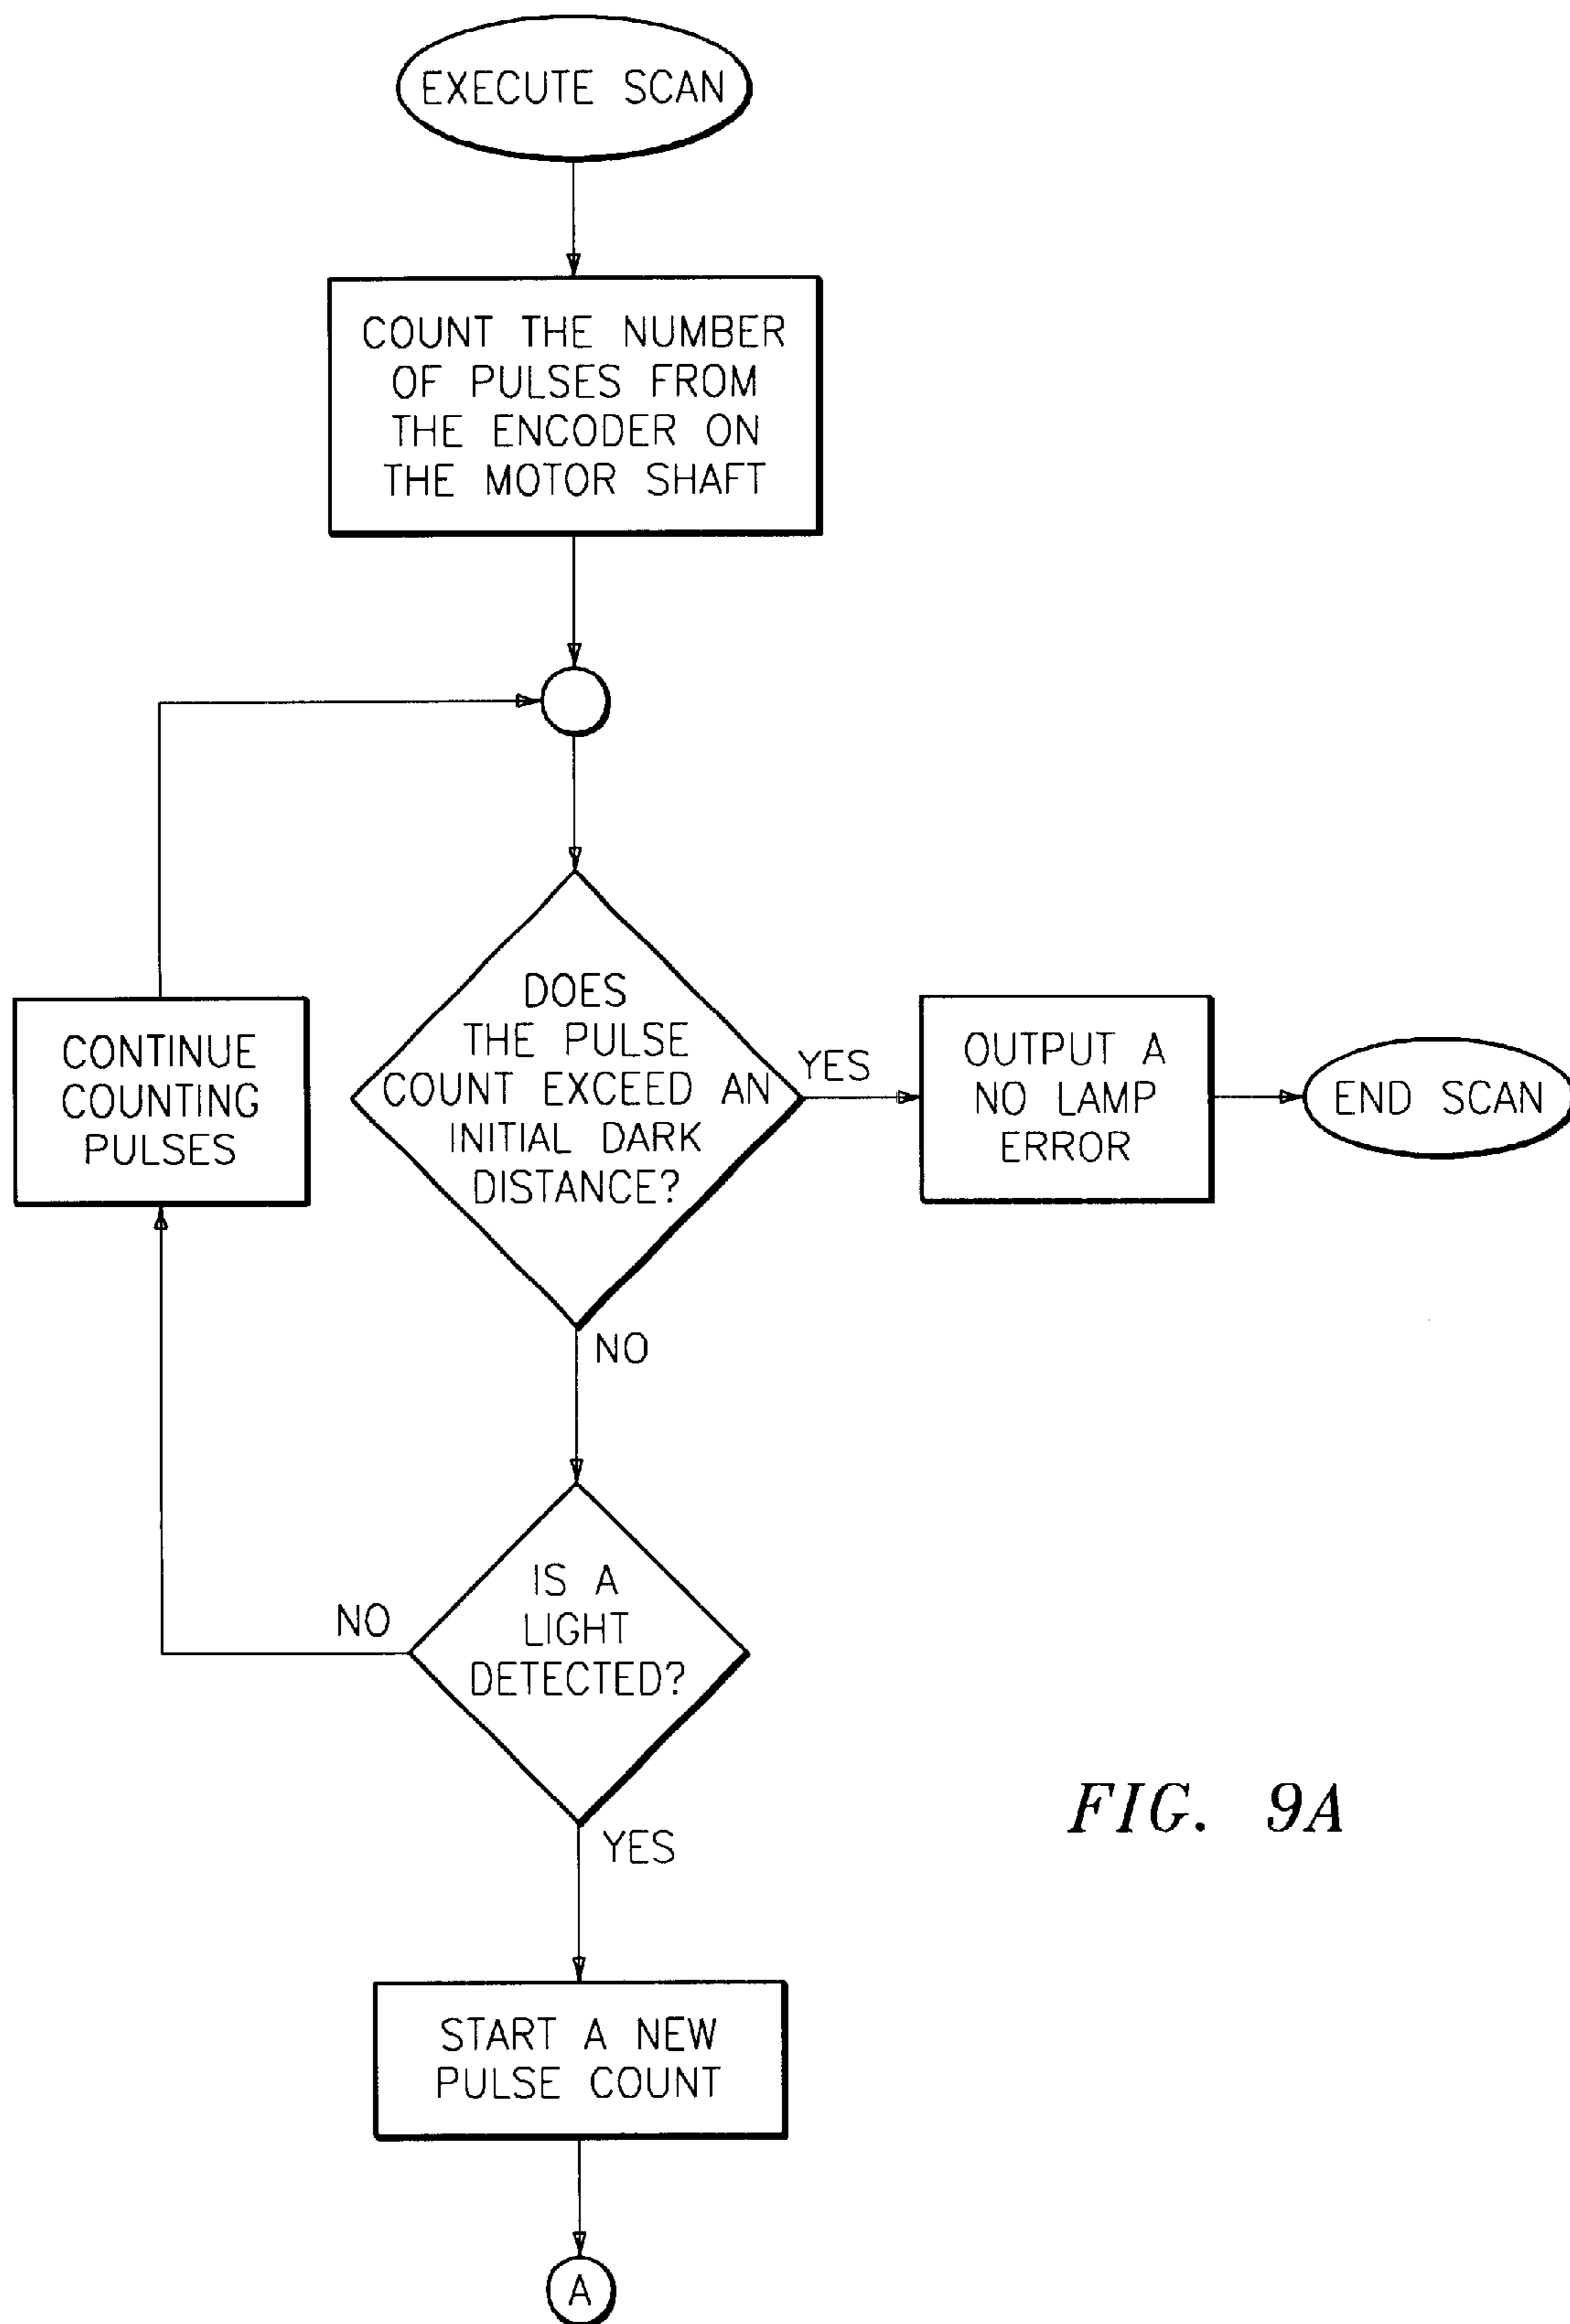 EXECUTE SCAN
COUNT THE NUMBER
OF PULSES FROM
THE ENCODER ON
THE MOTOR SHAFT
DOES
THE PULSE
COUNT EXCEED AN
INITIAL DARK
DISTANCE?
YES
OUTPUT A
NO LAMP
ERROR
END SCAN
CONTINUE
COUNTING
PULSES
NO
IS A
LIGHT
DETECTED?
NO
YES
START A NEW
PULSE COUNT
A
FIG. 9A